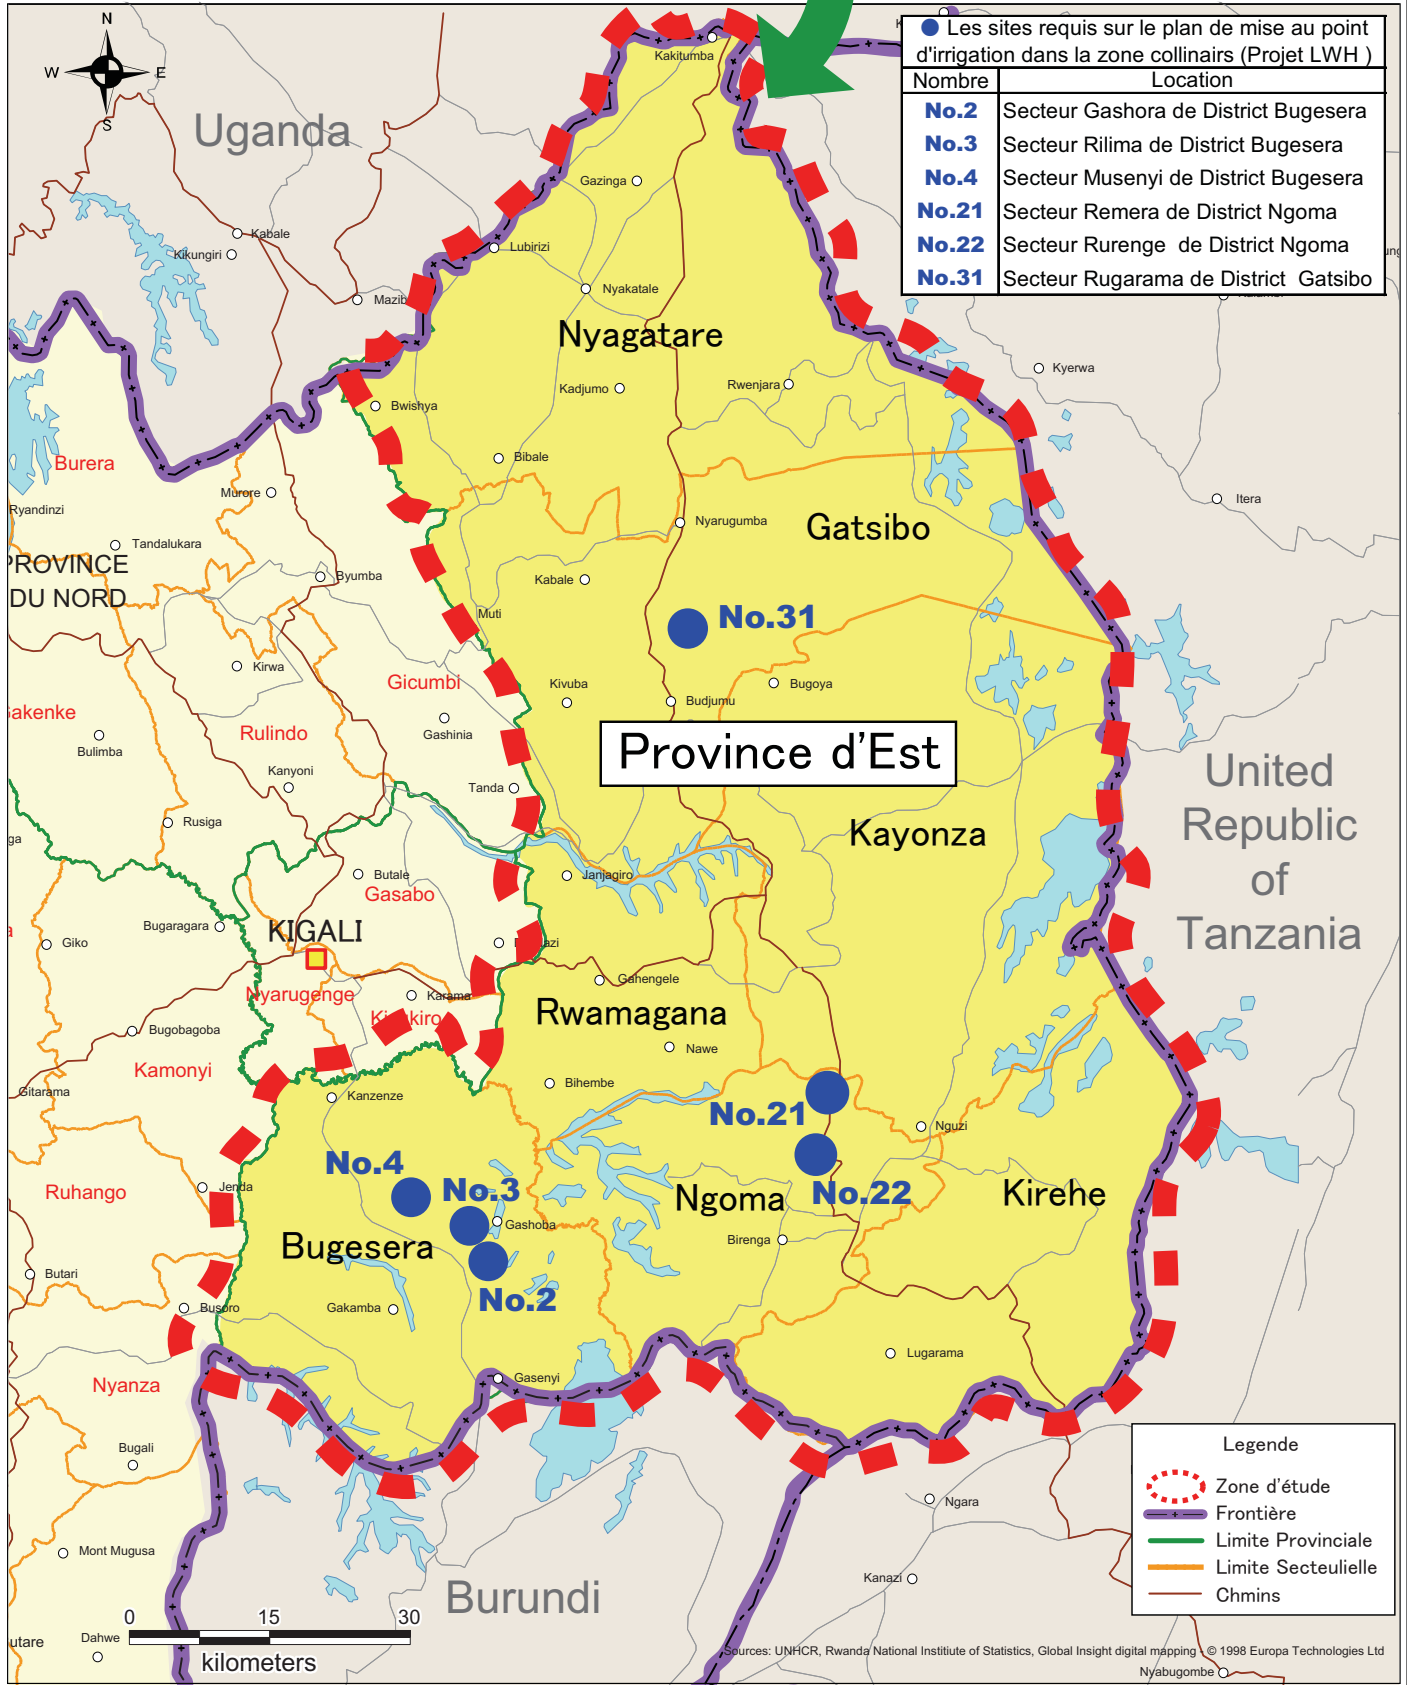 ● Les sites requis sur le plan de mise au point
d'irrigation dans la zone collinairs (Projet LWH )
Nombre Location
No.2 Secteur Gashora de District Bugesera
No.3 Secteur Rilima de District Bugesera
No.4 Secteur Musenyi de District Bugesera
No.21 Secteur Remera de District Ngoma
No.22 Secteur Rurenge de District Ngoma
No.31 Secteur Rugarama de District Gatsibo
N
W E
S
Uganda
Kakitumba
Gazinga
Kabale
Kikungiri
Lubirizi
Nyakatale
Nyagatare
Kyerwa
Kadjumo
Rwenjara
Bwishya
Burera
Bibale
Murore
Itera
Ryandinzi
Nyarugumba
Gatsibo
Tandalukara
PROVINCE
DU NORD
Byumba
Kabale
Muti
No.31
Kirwa
Gicumbi
Kivuba
Bugoya
Budjumu
Gashinia
Rulindo
Bulimba
Province d'Est
Kanyoni
Tanda
United
Republic
of
Tanzania
Rusiga
Kayonza
Butale
Gasabo
Janjagiro
Bugaragara
KIGALI
Giko
Gahengele
Nyarugenge
Karama
Rwamagana
Bugobagoba
Nawe
Kamonyi
Gitarama
Bihembe
Kanzenze
No.21
Nguzi
No.4
No.3
Ruhango
Jenda
Ngoma
No.22
Kirehe
Gashoba
Birenga
Bugesera
Butari
No.2
Busoro
Gakamba
Lugarama
Nyanza
Gasenyi
Bugali
Ngara
Mont Mugusa
Kanazi
Burundi
Legende
Zone d'étude
Frontière
Limite Provinciale
Limite Secteulielle
Chmins
0 15 30
kilometers
Dahwe
Sources: UNHCR, Rwanda National Institiute of Statistics, Global Insight digital mapping - © 1998 Europa Technologies Ltd
Nyabugombe